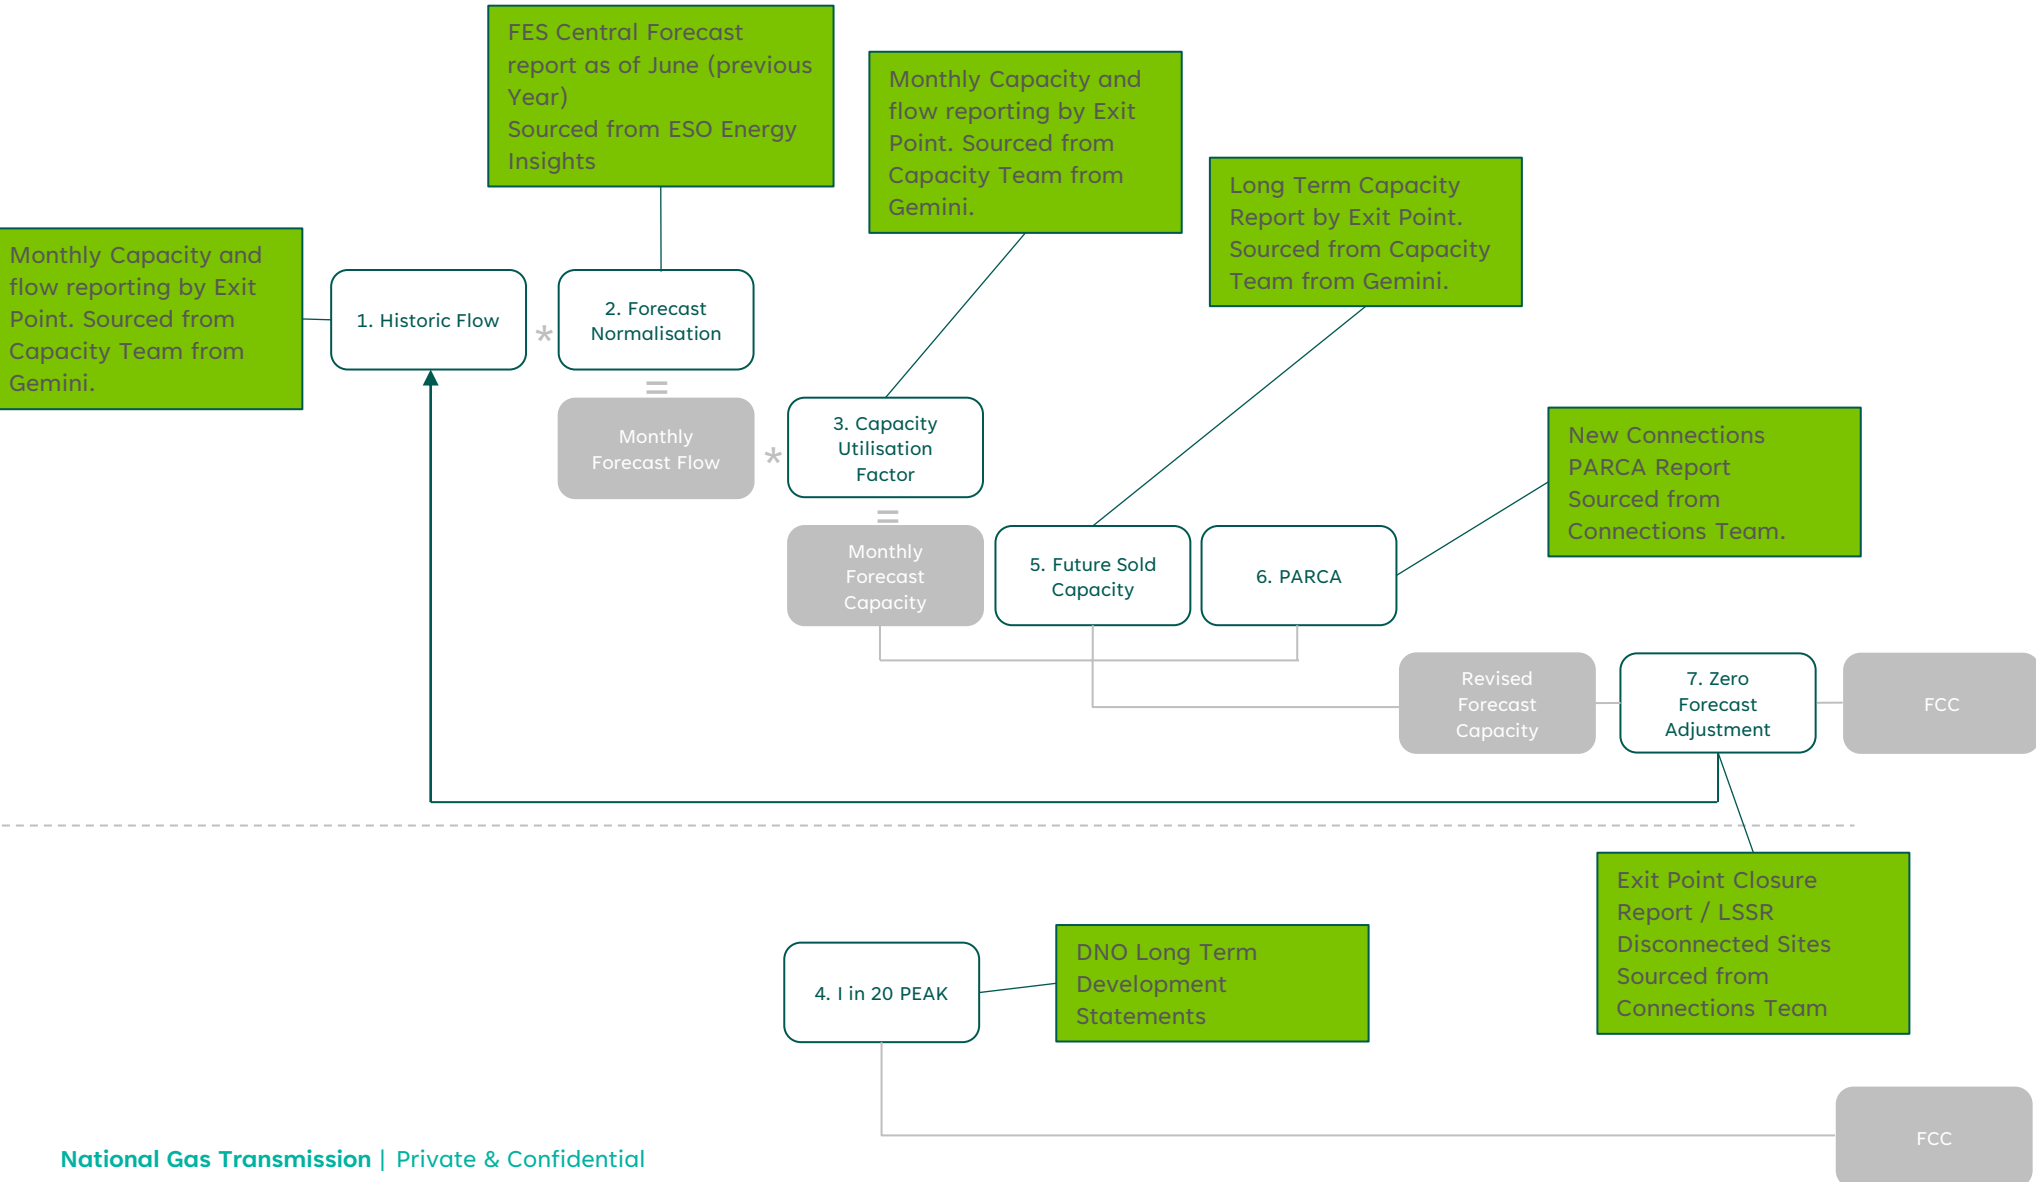 FES Central Forecast
report as of June (previous
Year)
Sourced from ESO Energy
Insights
Monthly Capacity and
flow reporting by Exit
Point. Sourced from
Capacity Team from
Gemini.
Long Term Capacity
Report by Exit Point.
Sourced from Capacity
Team from Gemini.
Monthly Capacity and
flow reporting by Exit
Point. Sourced from
Capacity Team from
Gemini.
1. Historic Flow
*
2. Forecast
Normalisation
=
Monthly
Forecast Flow
*
3. Capacity
Utilisation
Factor
=
New Connections
PARCA Report
Sourced from
Connections Team.
Monthly
Forecast
Capacity
5. Future Sold
Capacity
6. PARCA
Revised
Forecast
Capacity
7. Zero
Forecast
Adjustment
FCC
Exit Point Closure
Report / LSSR
Disconnected Sites
Sourced from
Connections Team
4. I in 20 PEAK
DNO Long Term
Development
Statements
FCC
National Gas Transmission | Private & Confidential